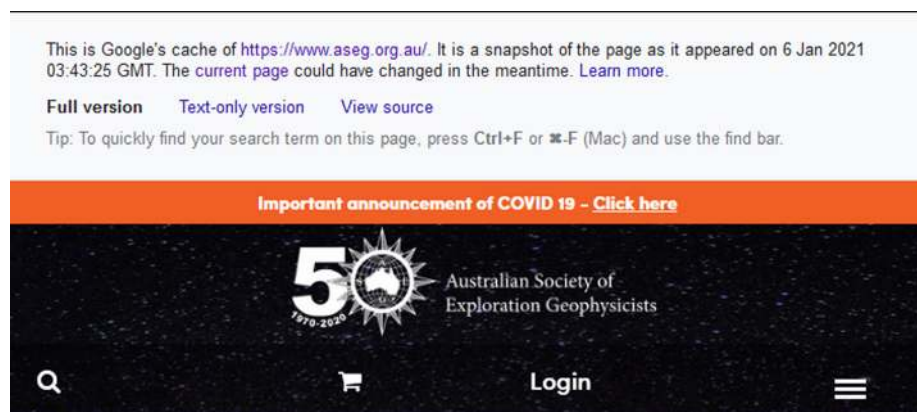 This is Google's cache of https://www.aseg.org.au/. It is a snapshot of the page as it appeared on 6 Jan 2021
03:43:25 GMT. The current page could have changed in the meantime. Learn more.
Full version Text-only version View source
Tip: To quickly find your search term on this page, press Ctrl+F or ⌘-F (Mac) and use the find bar.
Important announcement of COVID 19 - Click here
50
1970-2020
Australian Society of
Exploration Geophysicists
Login